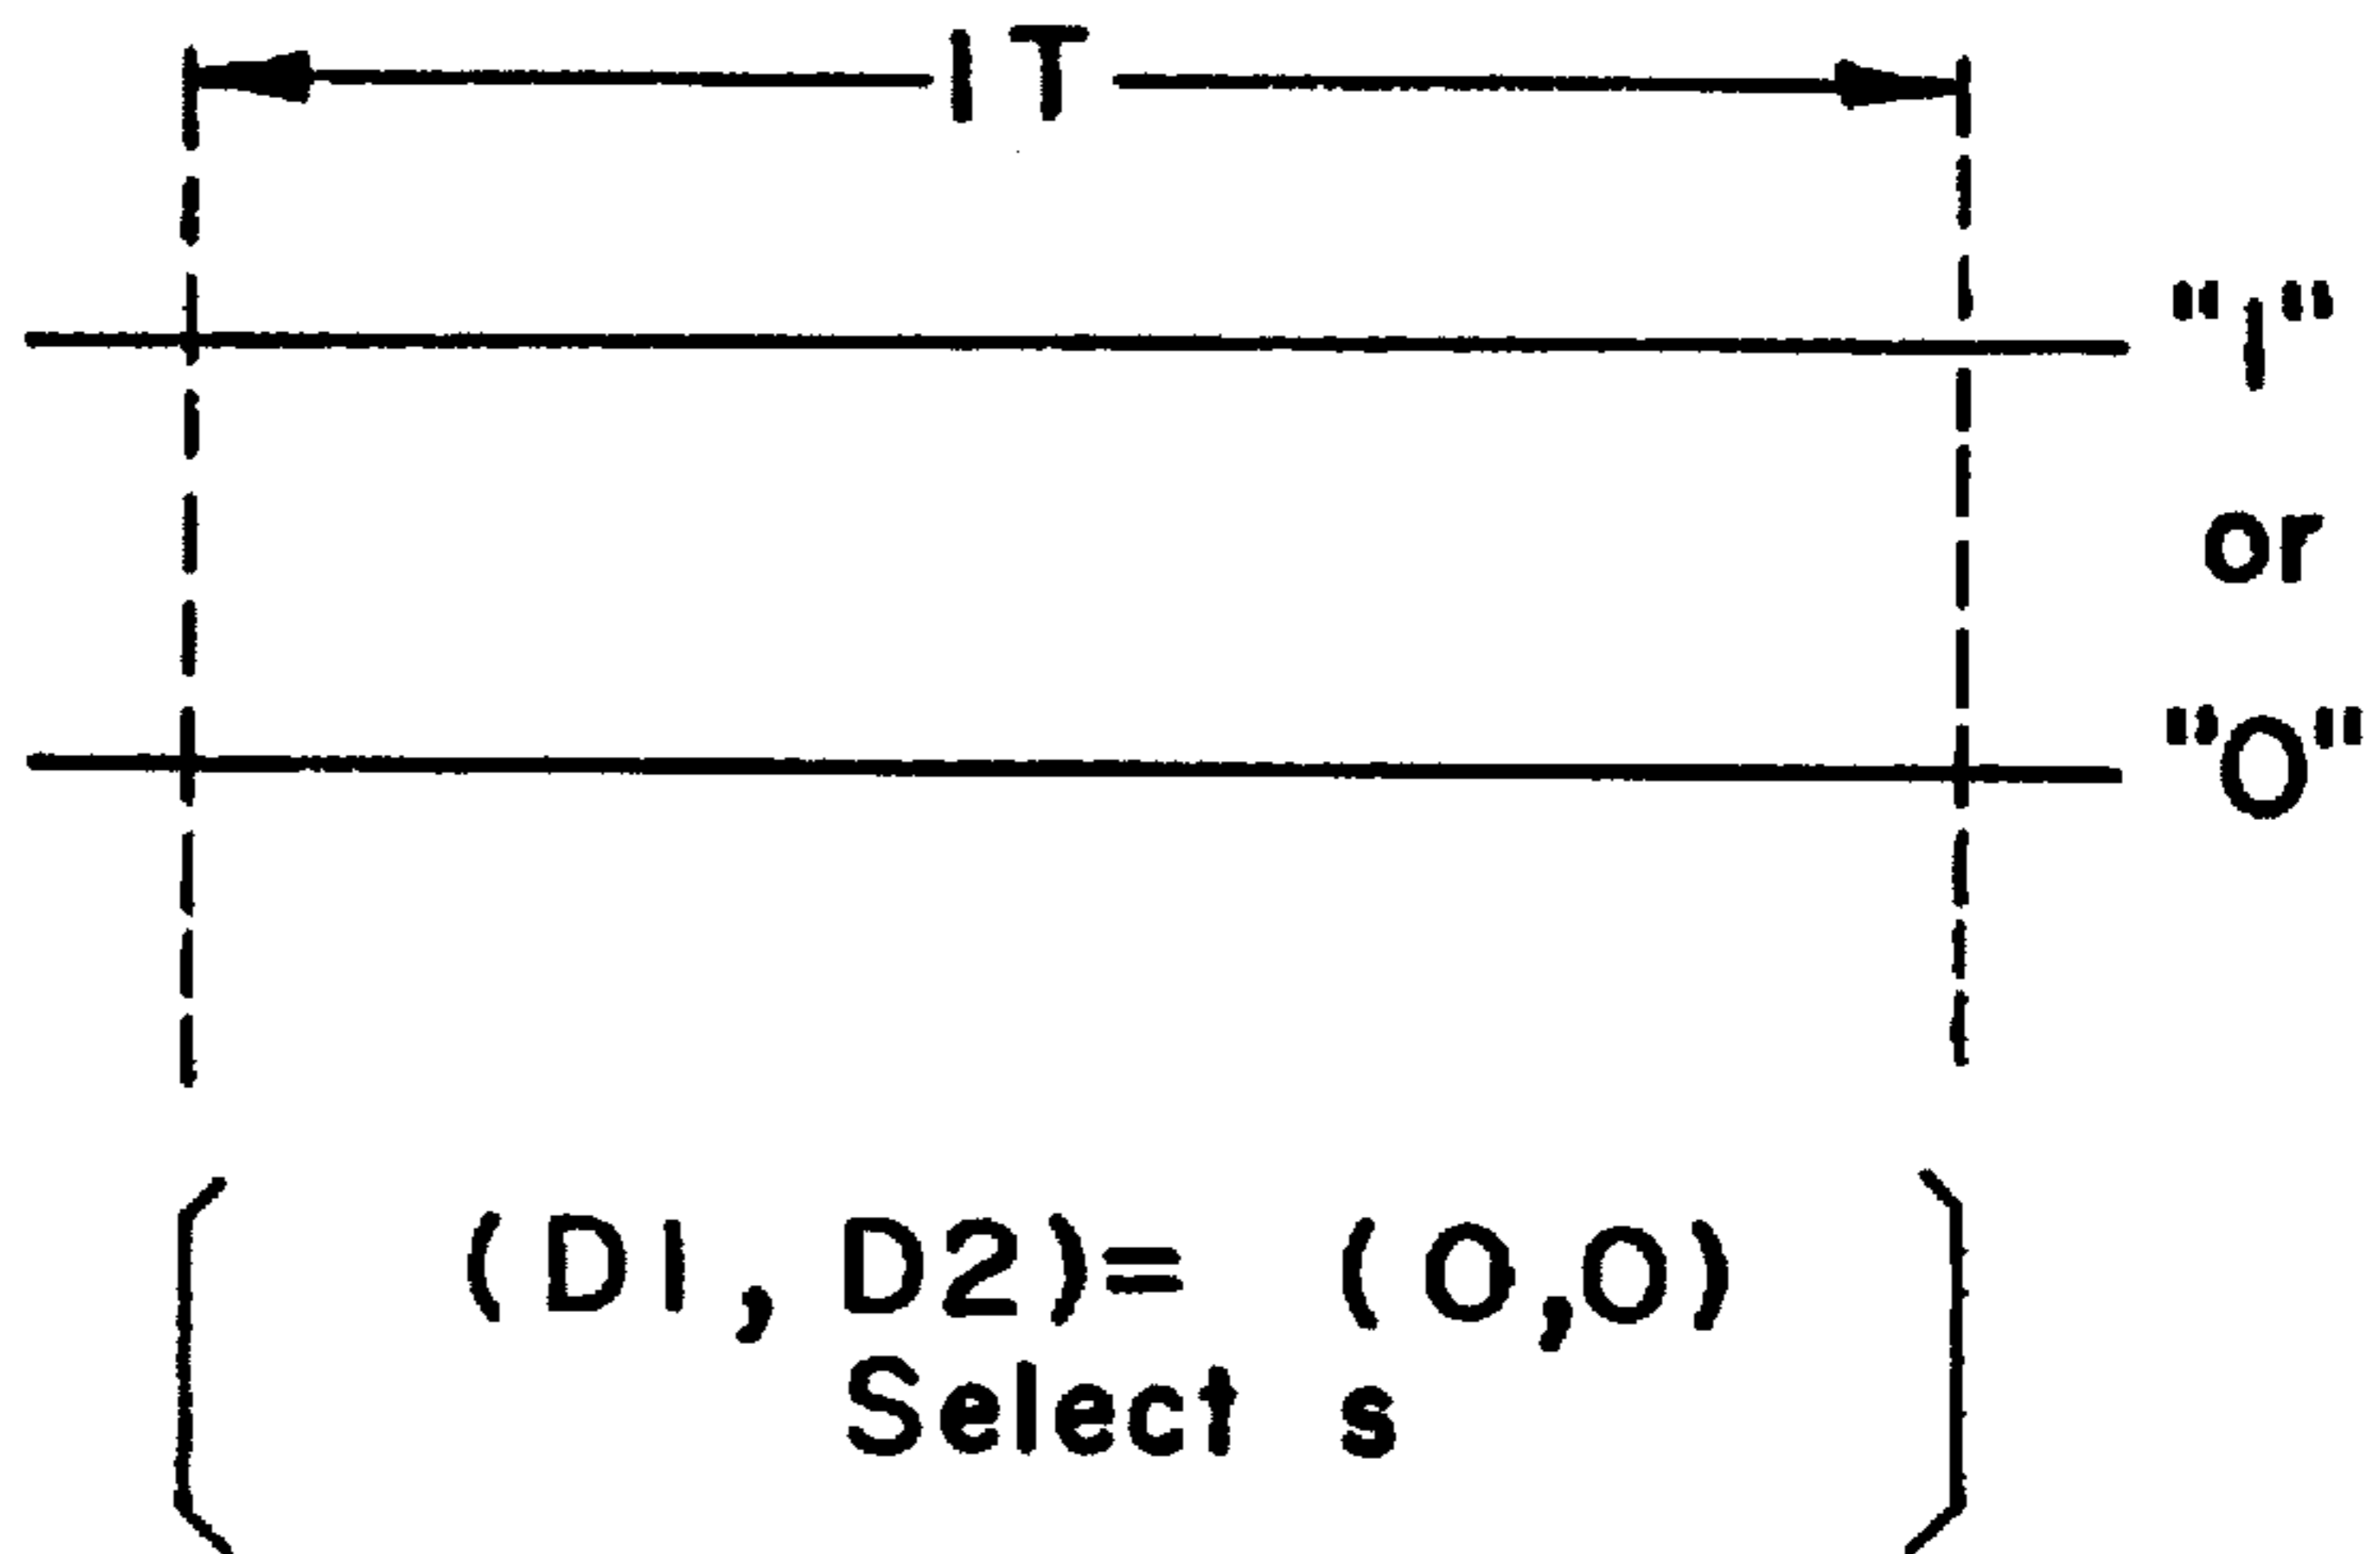 1T
"1"
or
"0"
(D1, D2)= (0,0)
Select s